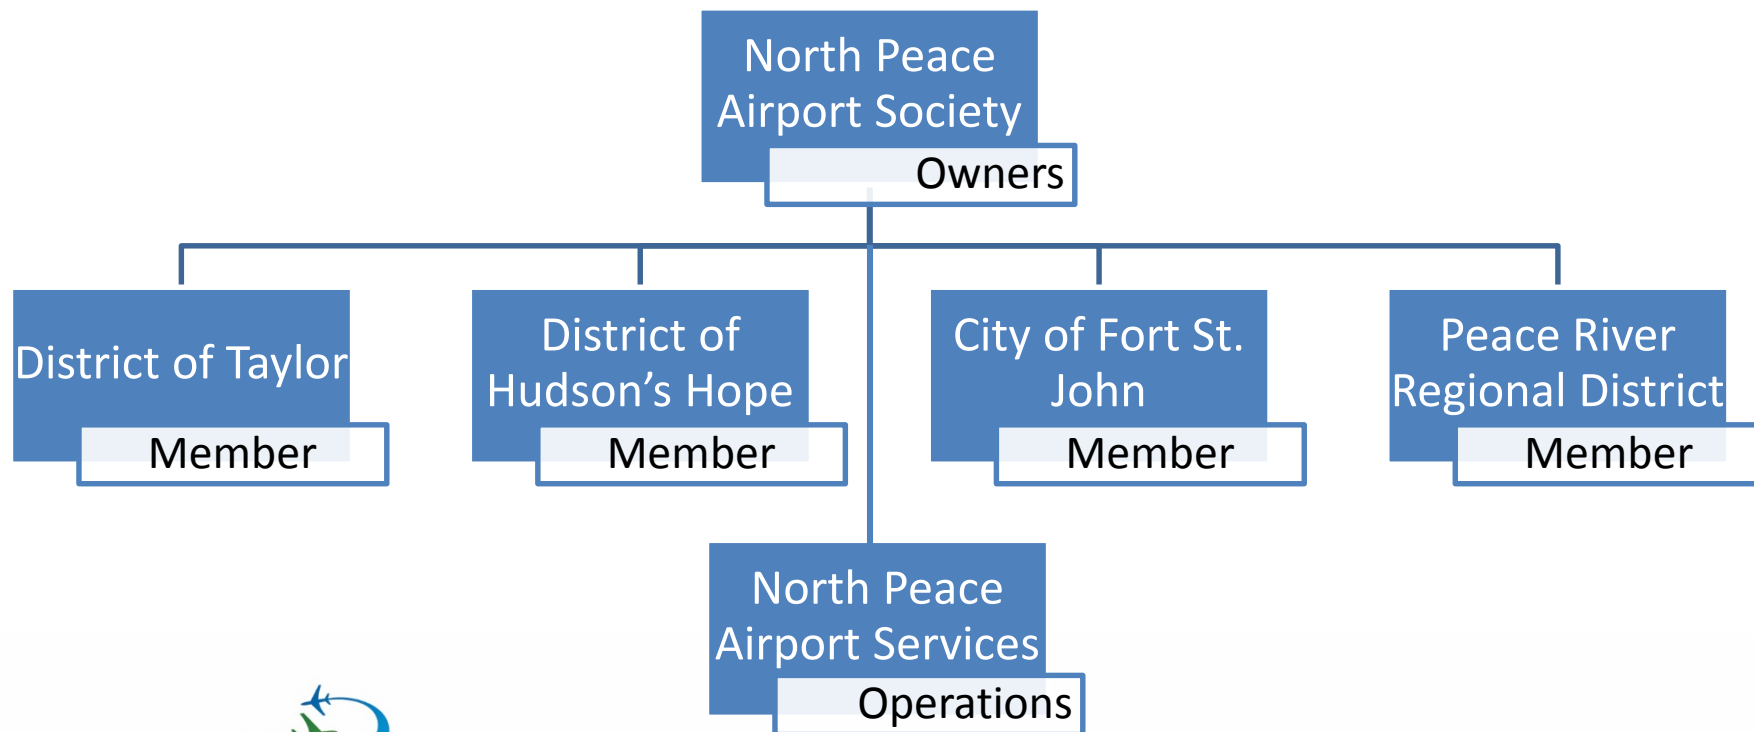 North Peace
Airport Society
Owners
District of Taylor
Member
District of
Hudson’s Hope
Member
City of Fort St.
John
Member
Peace River
Regional District
Member
North Peace
Airport Services
Operations